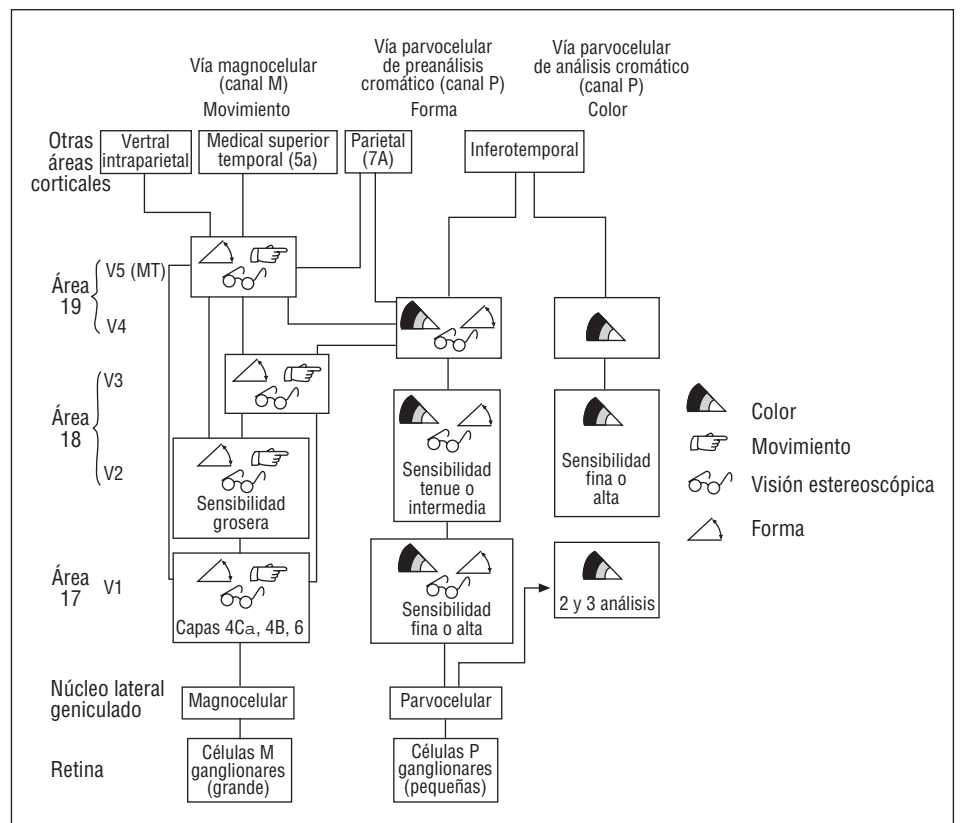 Vía magnocelular
(canal M)
Movimiento
Vía parvocelular
de preanálisis
cromático (canal P)
Forma
Vía parvocelular
de análisis cromático
(canal P)
Color
Otras
áreas
corticales
Vertral
intraparietal
Medical superior
temporal (5a)
Parietal
(7A)
Inferotemporal
Área
19
V5 (MT)
V4
Área
18
V3
V2
Sensibilidad
grosera
Sensibilidad
tenue o
intermedia
Sensibilidad
fina o
alta
Color
Movimiento
Visión estereoscópica
Forma
Área
17
V1
Capas 4Ca, 4B, 6
Sensibilidad
fina o alta
2 y 3 análisis
Núcleo lateral
geniculado
Magnocelular
Parvocelular
Retina
Células M
ganglionares
(grande)
Células P
ganglionares
(pequeñas)